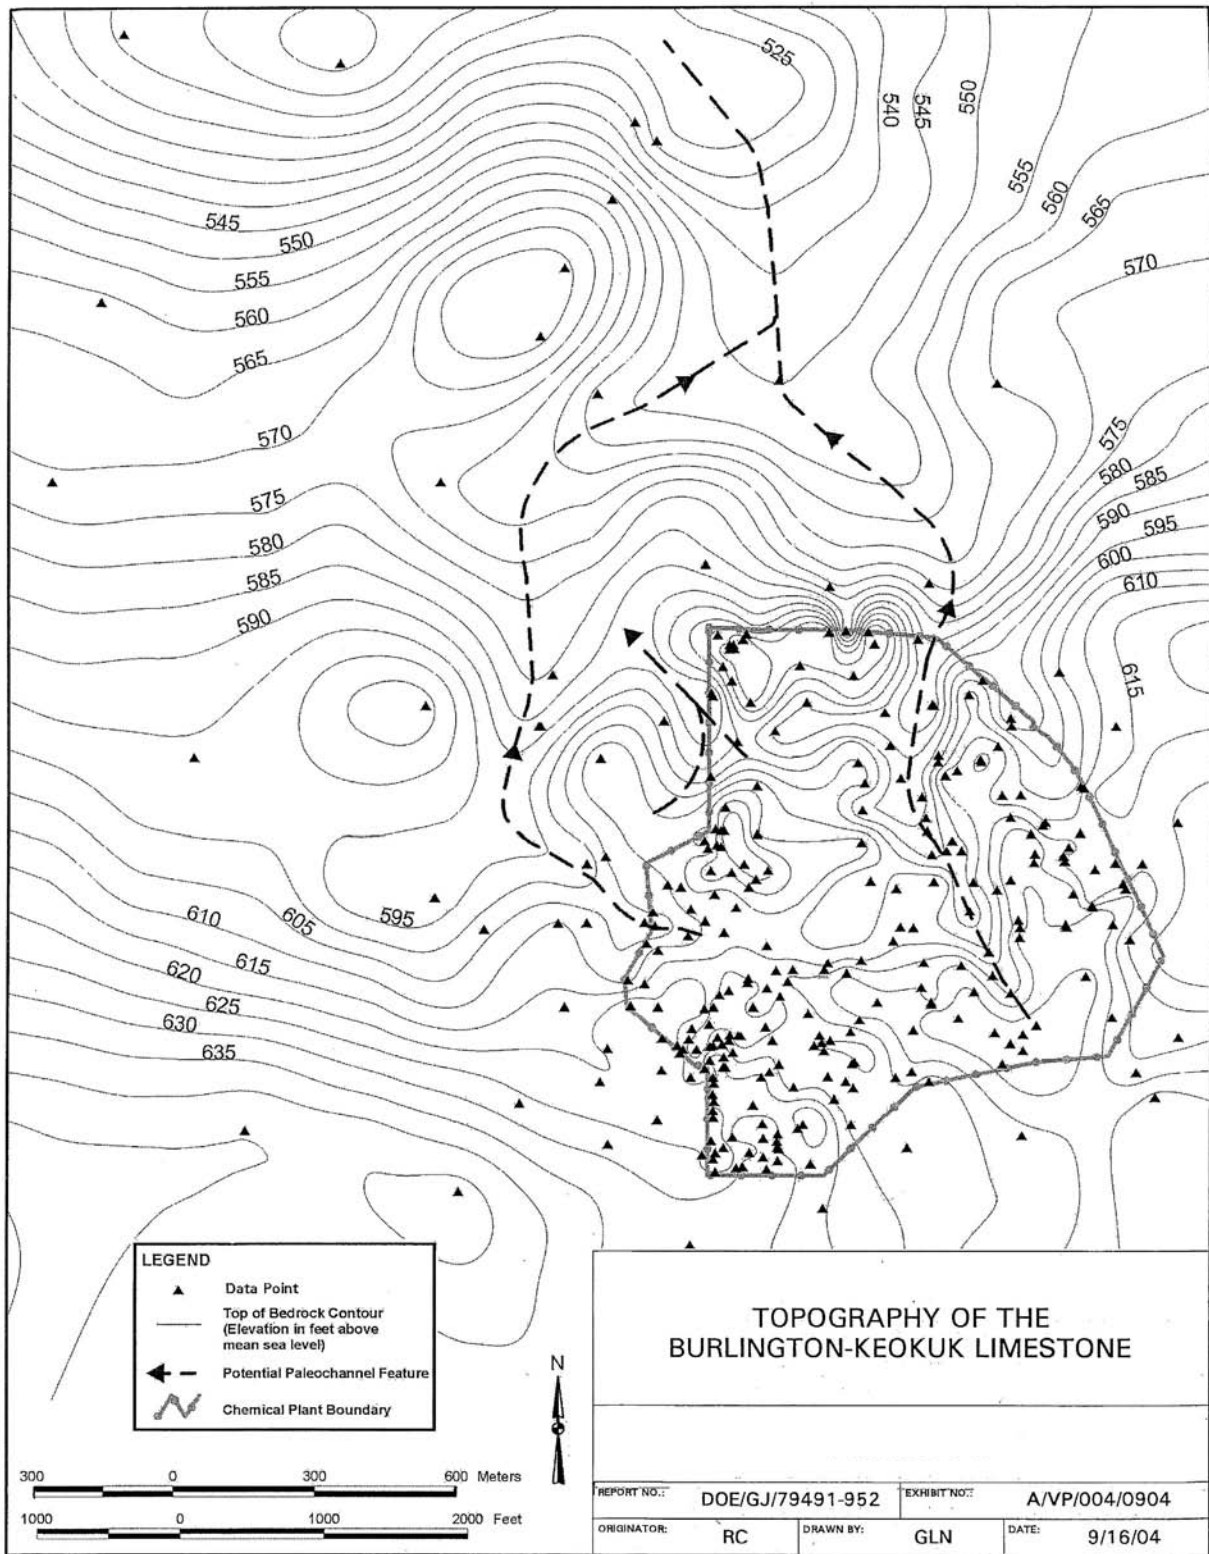 525
540
545
550
555
560
565
570
545
550
555
560
565
570
575
580
585
590
575
580
585
590
595
600
610
615
610
605
595
615
620
625
630
635
LEGEND
Data Point
Top of Bedrock Contour
(Elevation in feet above
mean sea level)
Potential Paleochannel Feature
Chemical Plant Boundary
N
300 0 300 600 Meters
1000 0 1000 2000 Feet
TOPOGRAPHY OF THE
BURLINGTON-KEOKUK LIMESTONE
REPORT NO.: DOE/GJ/79491-952 EXHIBIT NO.: A/VP/004/0904
ORIGINATOR: RC DRAWN BY: GLN DATE: 9/16/04